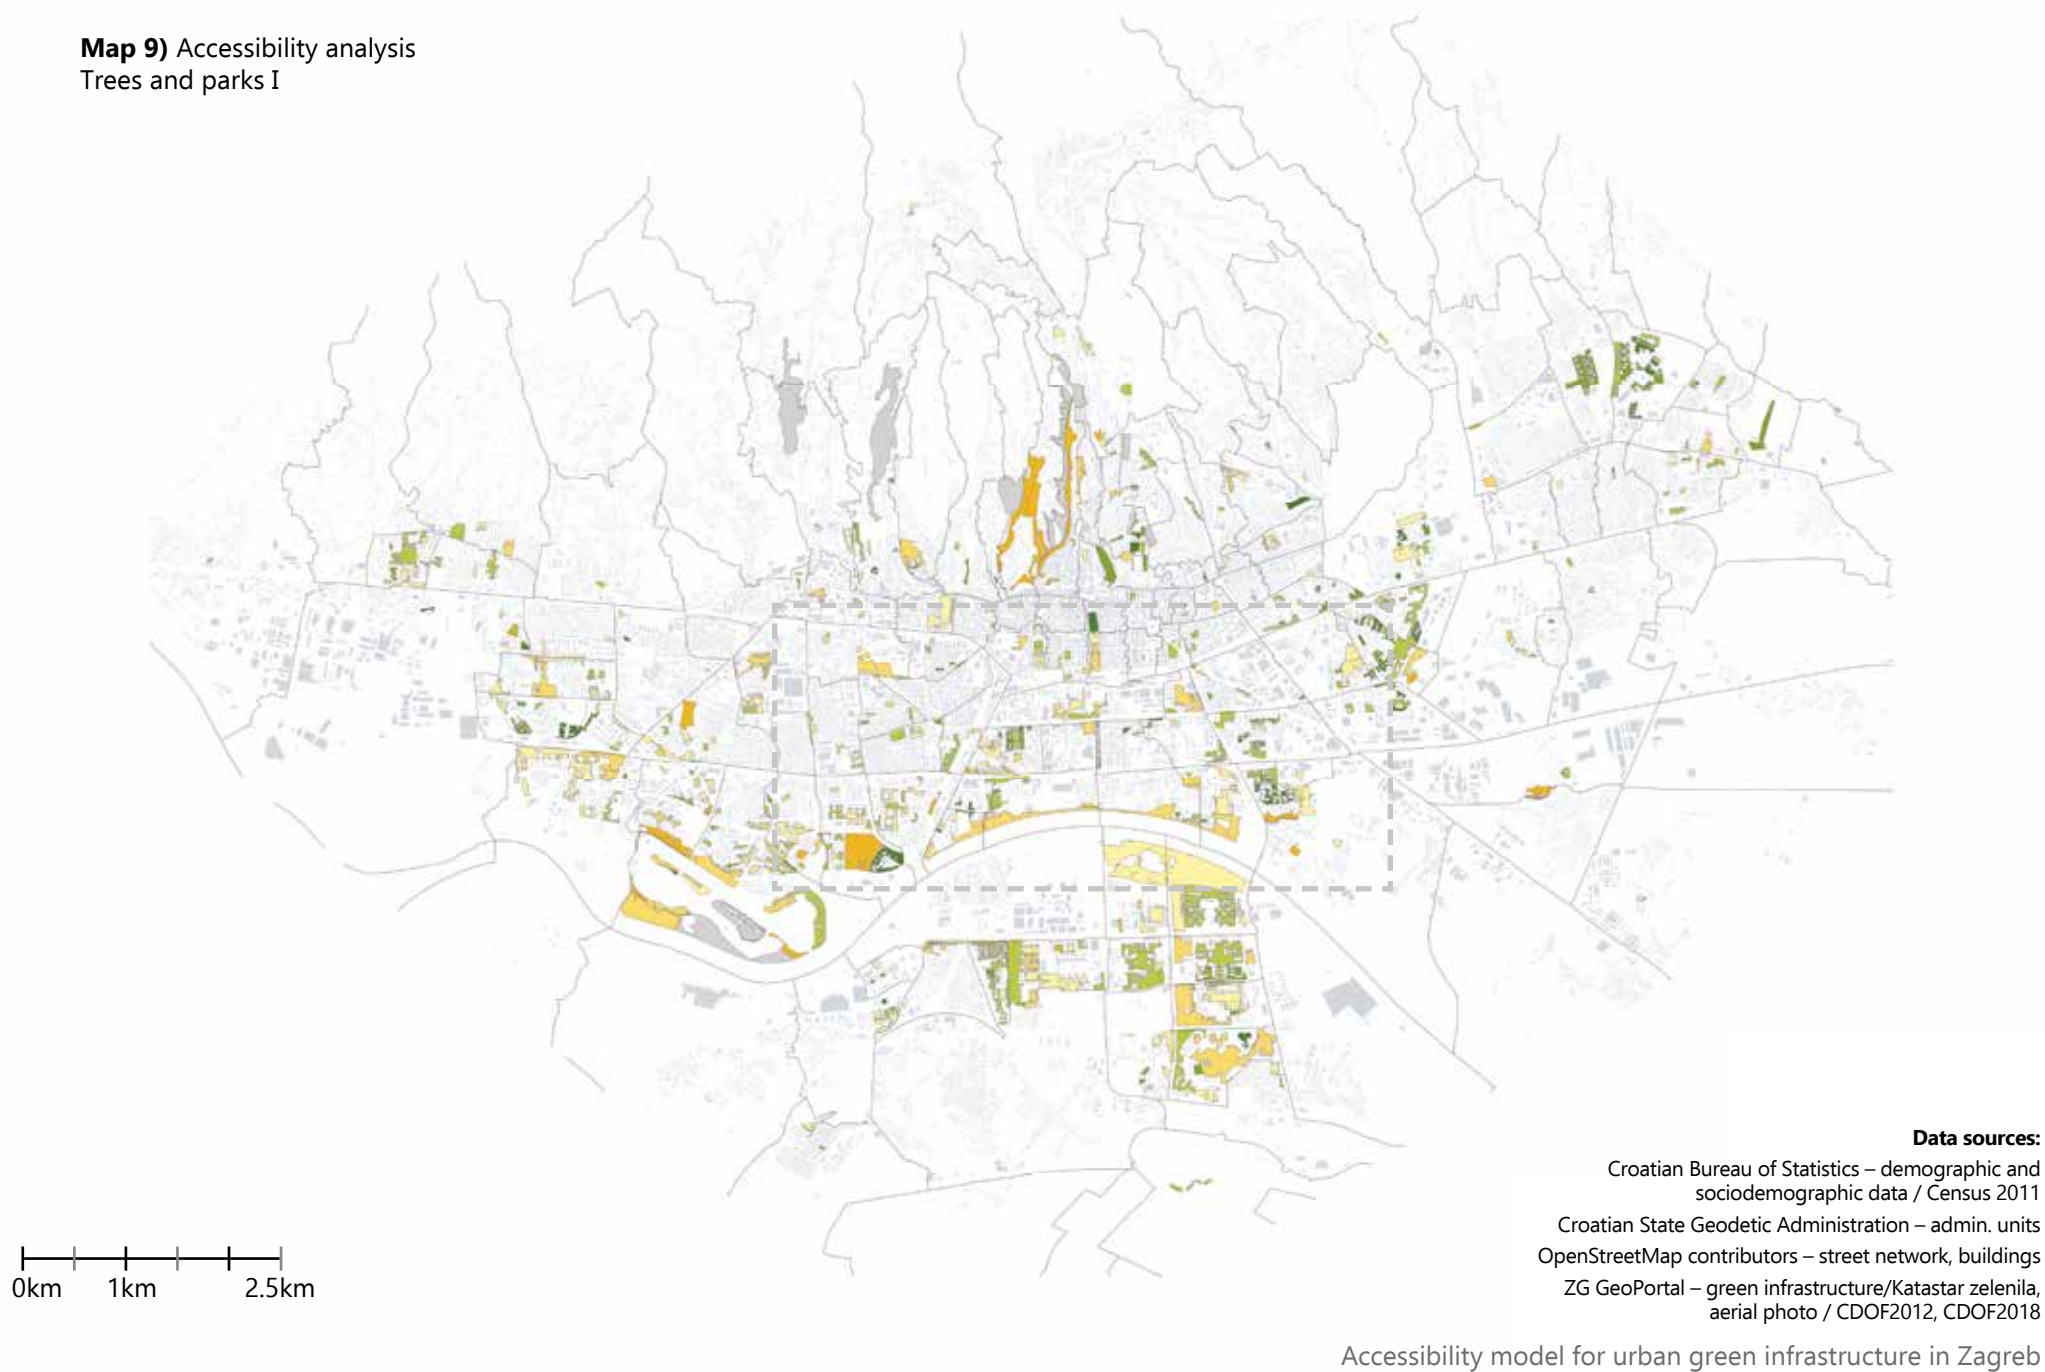 Map 9) Accessibility analysis
Trees and parks I
Data sources:
Croatian Bureau of Statistics – demographic and
sociodemographic data / Census 2011
Croatian State Geodetic Administration – admin. units
OpenStreetMap contributors – street network, buildings
ZG GeoPortal – green infrastructure/Katastar zelenila,
aerial photo / CDOF2012, CDOF2018
0km 1km 2.5km
Accessibility model for urban green infrastructure in Zagreb